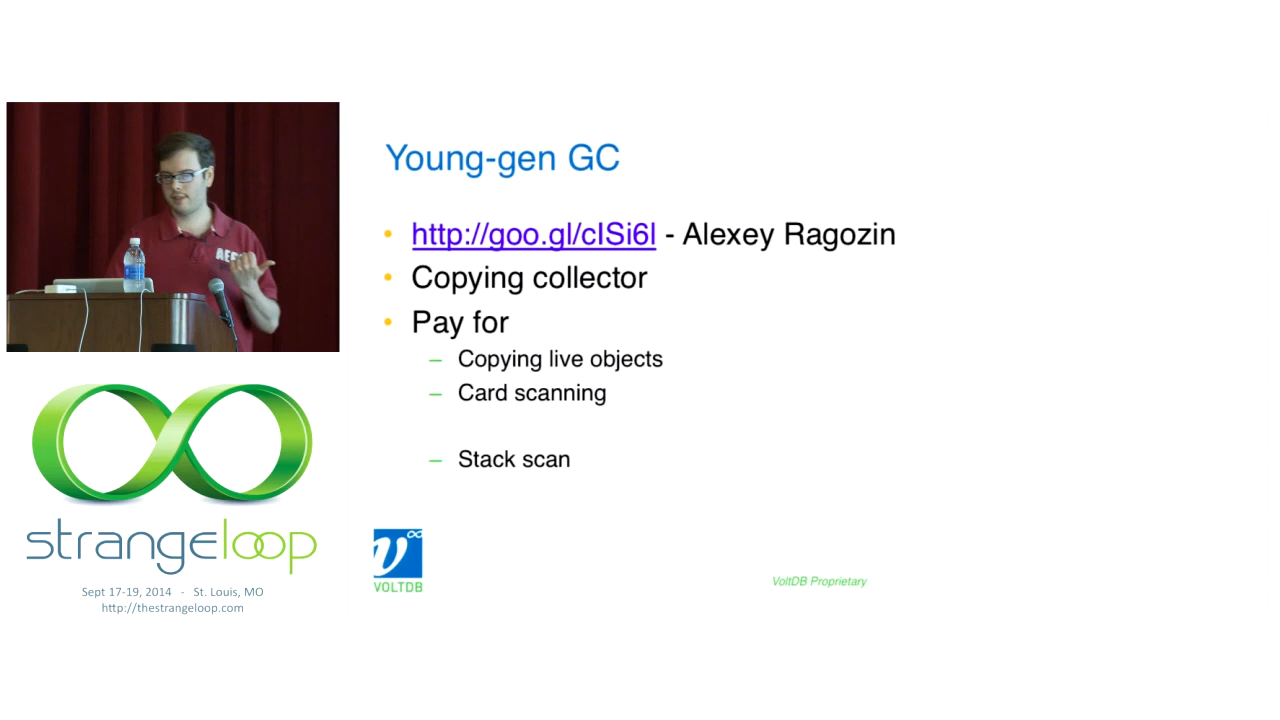 Young-gen GC
http://goo.gl/cISi6l - Alexey Ragozin
Copying collector
Pay for
– Copying live objects
– Card scanning
– Stack scan
strangeloop
Sept 17-19, 2014 - St. Louis, MO
http://thestrangeloop.com
VOLTDB
VoltDB Proprietary